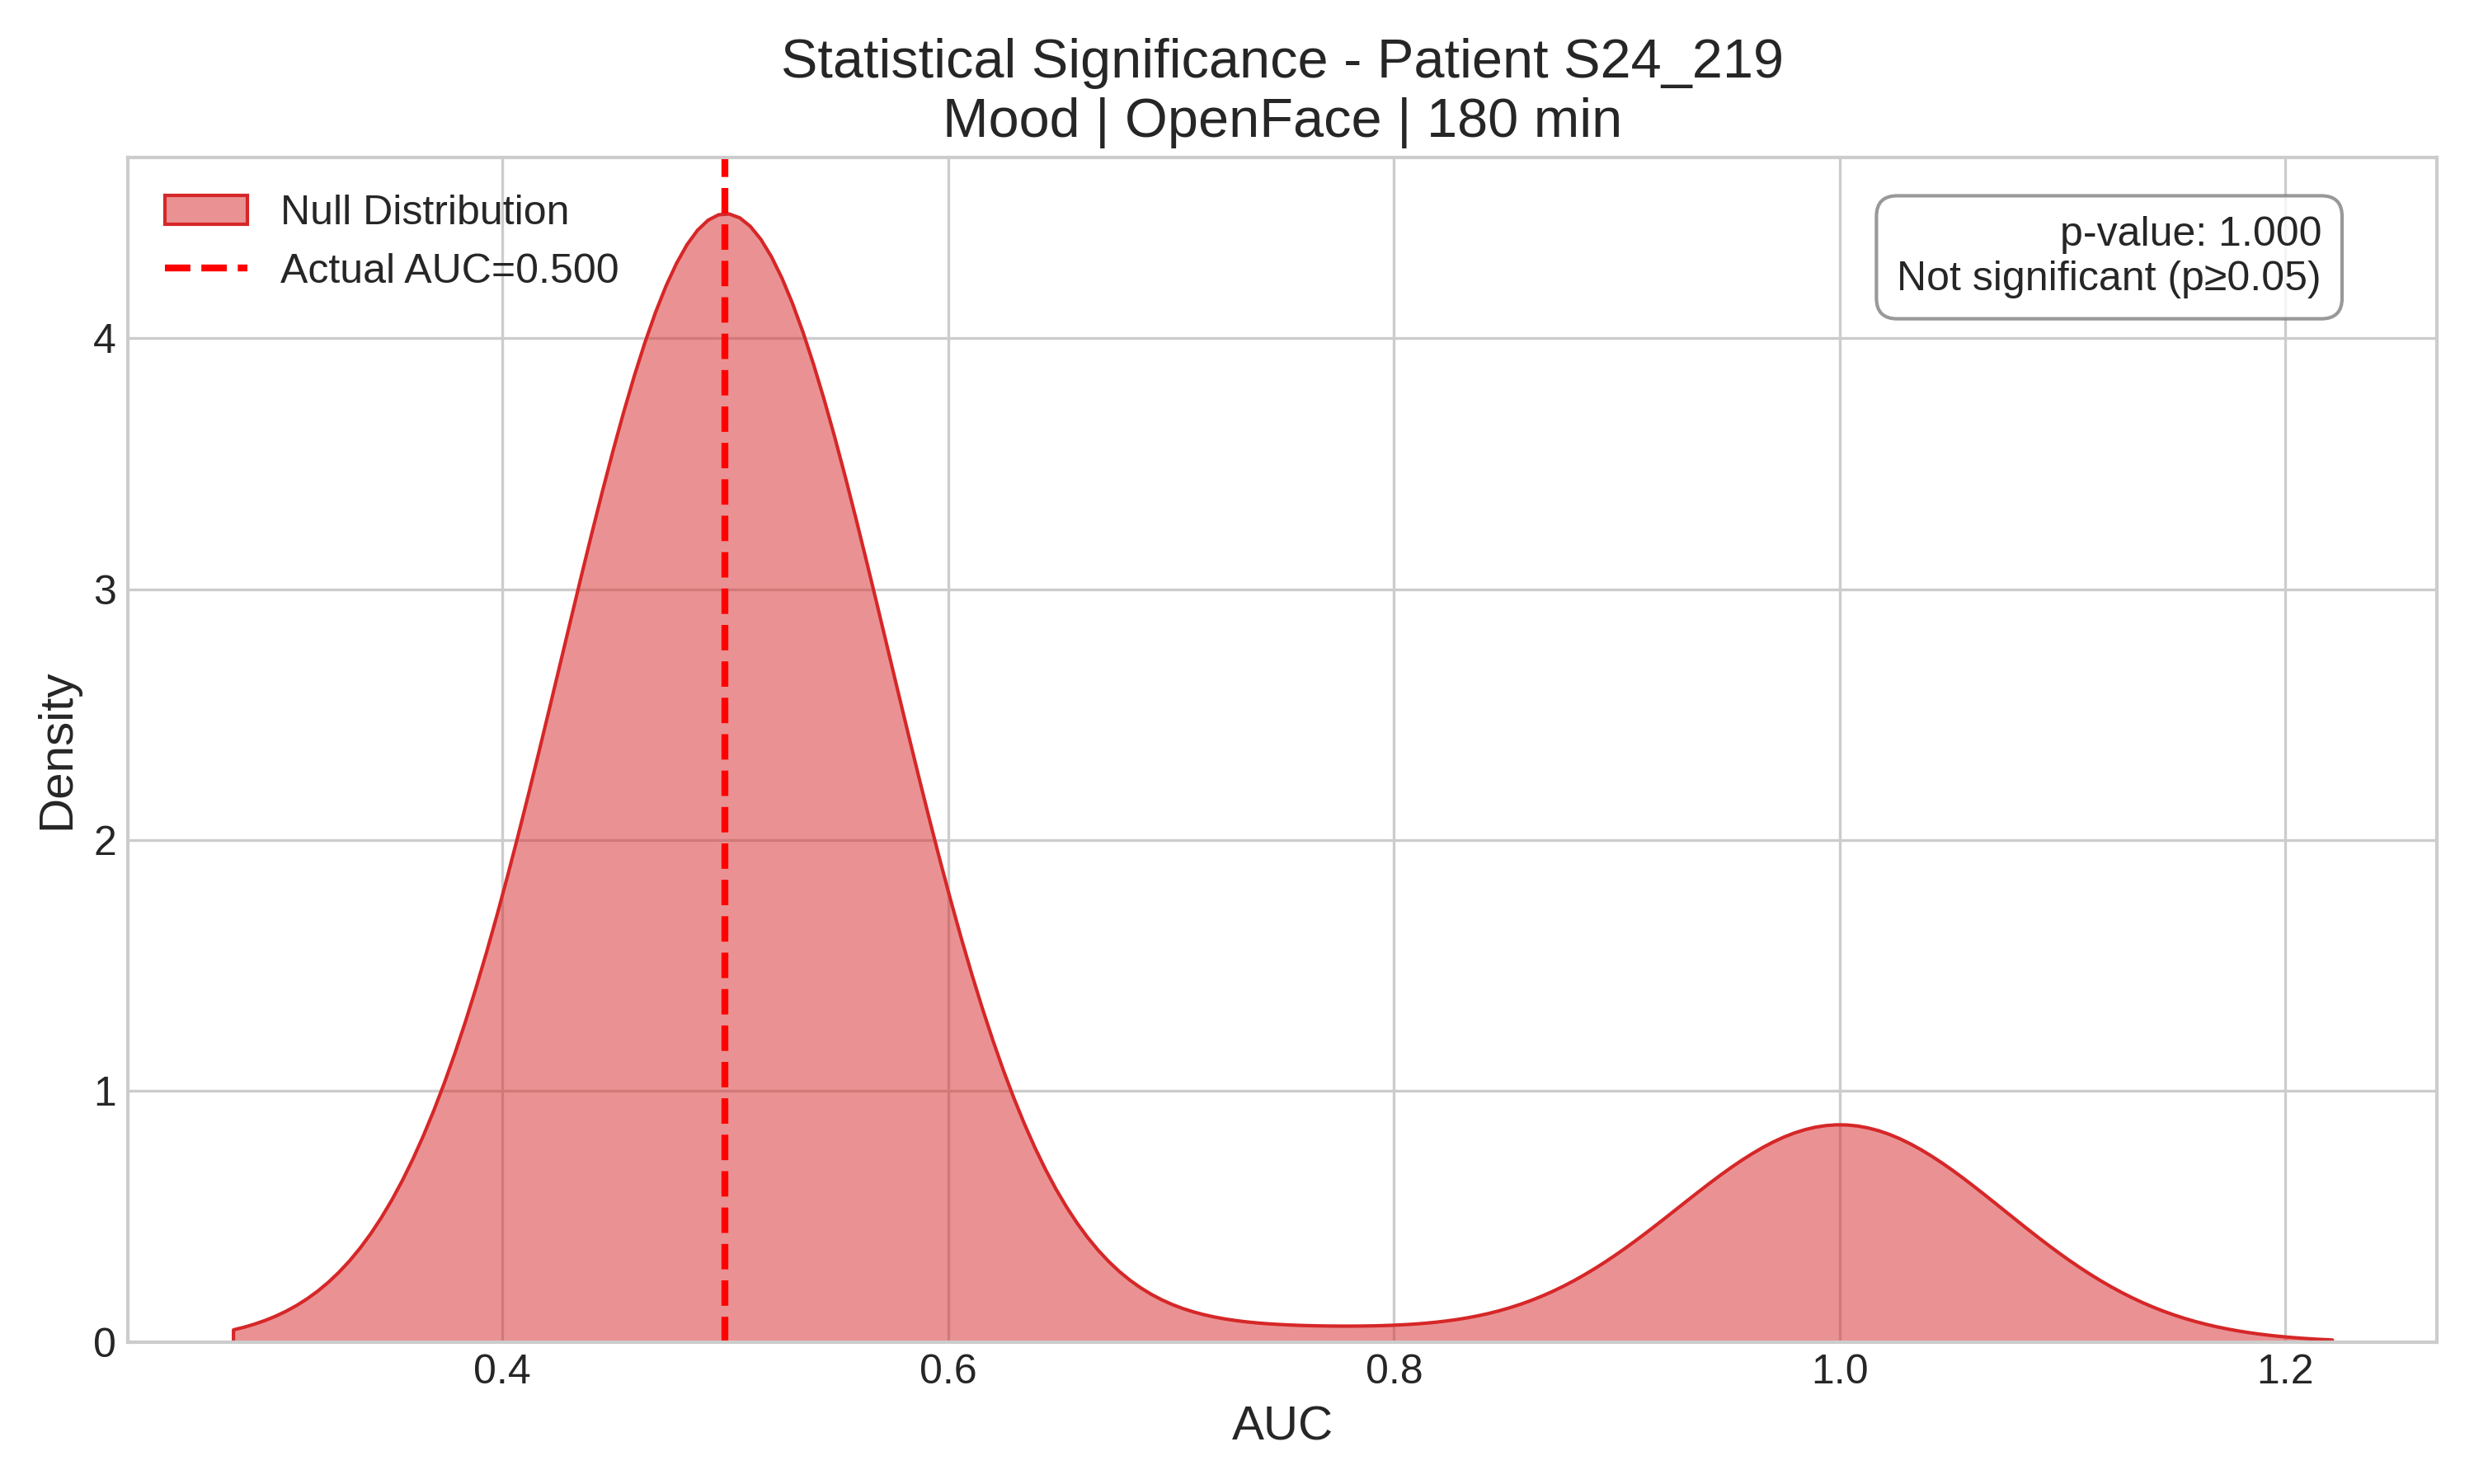 Statistical Significance - Patient S24_219
Mood | OpenFace | 180 min
Null Distribution
Actual AUC=0.500
p-value: 1.000
Not significant (p≥0.05)
Density
4
3
2
1
0
0.4
0.6
0.8
1.0
1.2
AUC